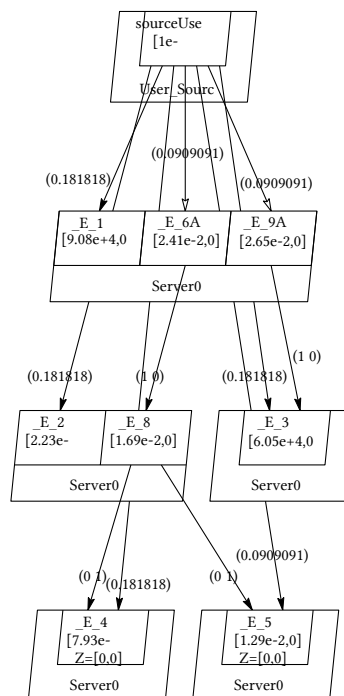 sourceUse
[1e-
User_Sourc
(0.0909091)
(0.181818)
(0.0909091)
_E_1
_E_6A
_E_9A
[9.08e+4,0
[2.41e-2,0]
[2.65e-2,0]
Server0
(1 0)
(0.181818)
(1 0)
(0.181818)
_E_2
_E_8
_E_3
[2.23e-
[1.69e-2,0]
[6.05e+4,0
Server0
Server0
(0.0909091)
(0 1)
(0.181818)
(0 1)
_E_4
_E_5
[7.93e-
[1.29e-2,0]
Z=[0,0]
Z=[0,0]
Server0
Server0